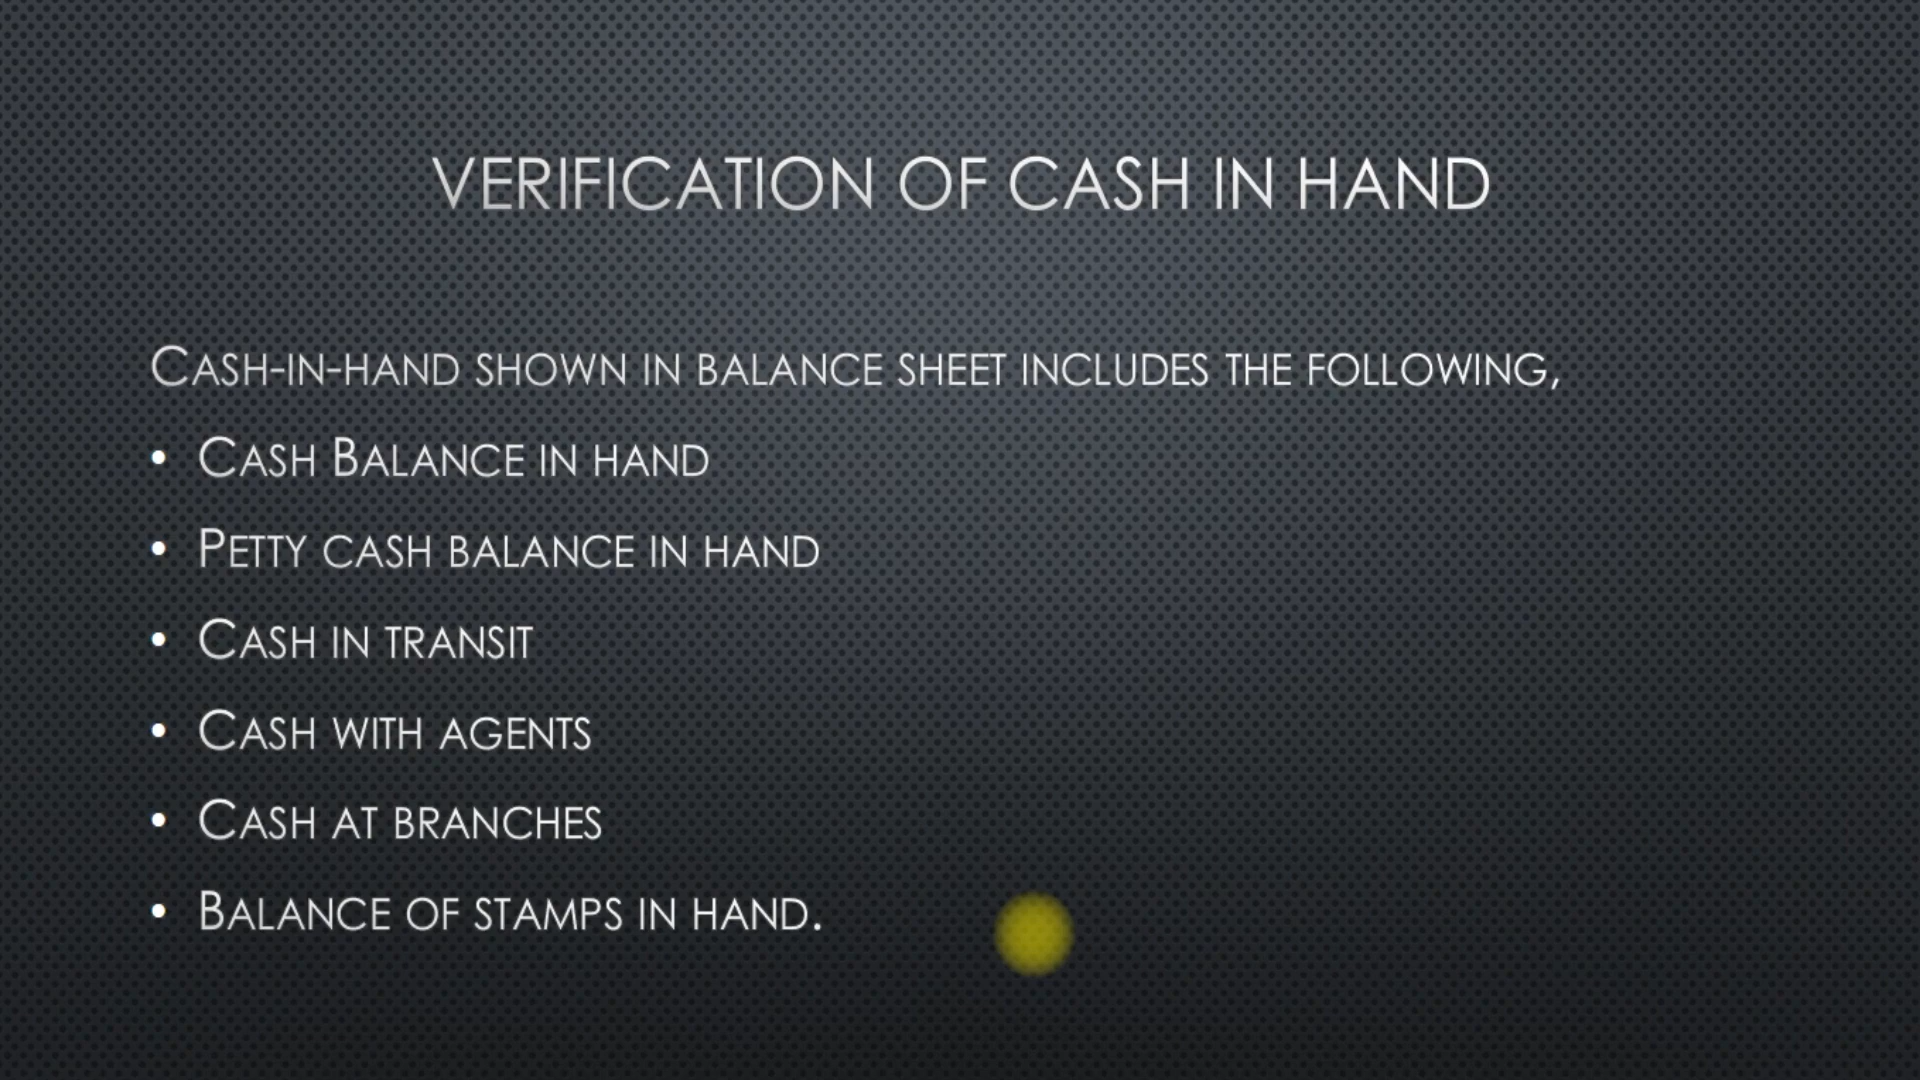 VERIFICATION OF CASH IN HAND
Cash-in-hand shown in balance sheet includes the following,
• Cash Balance in hand
• Petty cash balance in hand
• Cash in transit
• Cash with agents
• Cash at branches
• Balance of stamps in hand.